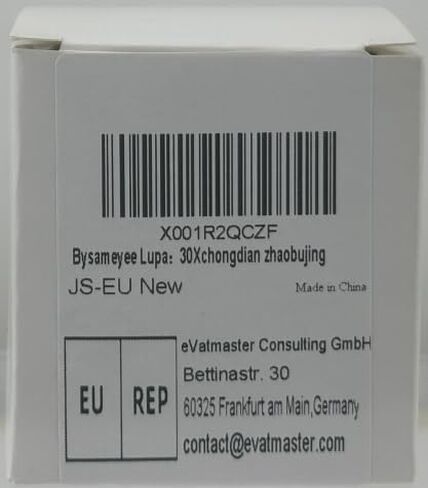 X001R2QCZF
Bysameyee Lupa: 30Xchongdian zhaobujing
JS-EU New
Made in China
EU REP
eVatmaster Consulting GmbH
Bettinastr. 30
60325 Frankfurt am Main,Germany
contact@evatmaster.com